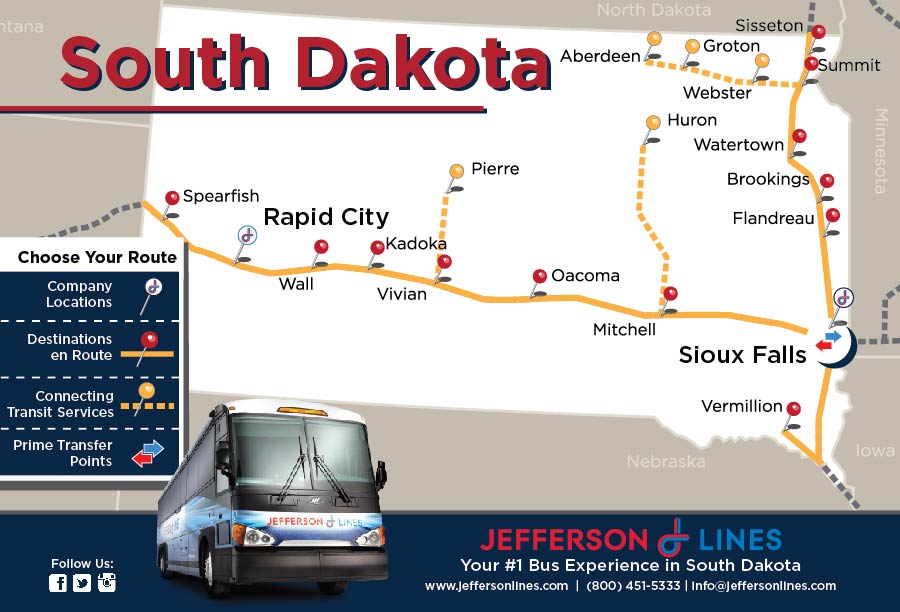 ntana
North Dakota
South Dakota
Sisseton
Aberdeen
Groton
Summit
Webster
Huron
Minnesota
Watertown
Pierre
Brookings
Spearfish
Flandreau
Rapid City
Kadoka
Choose Your Route
Wall
Oacoma
Vivian
Company
Locations
Mitchell
Destinations
en Route
Sioux Falls
Connecting
Transit Services
Vermillion
Prime Transfer
Points
Nebraska
Iowa
JEFFERSON LINES
JEFFERSON LINES
Your #1 Bus Experience in South Dakota
Follow Us:
www.jeffersonlines.com | (800) 451-5333 | info@jeffersonlines.com